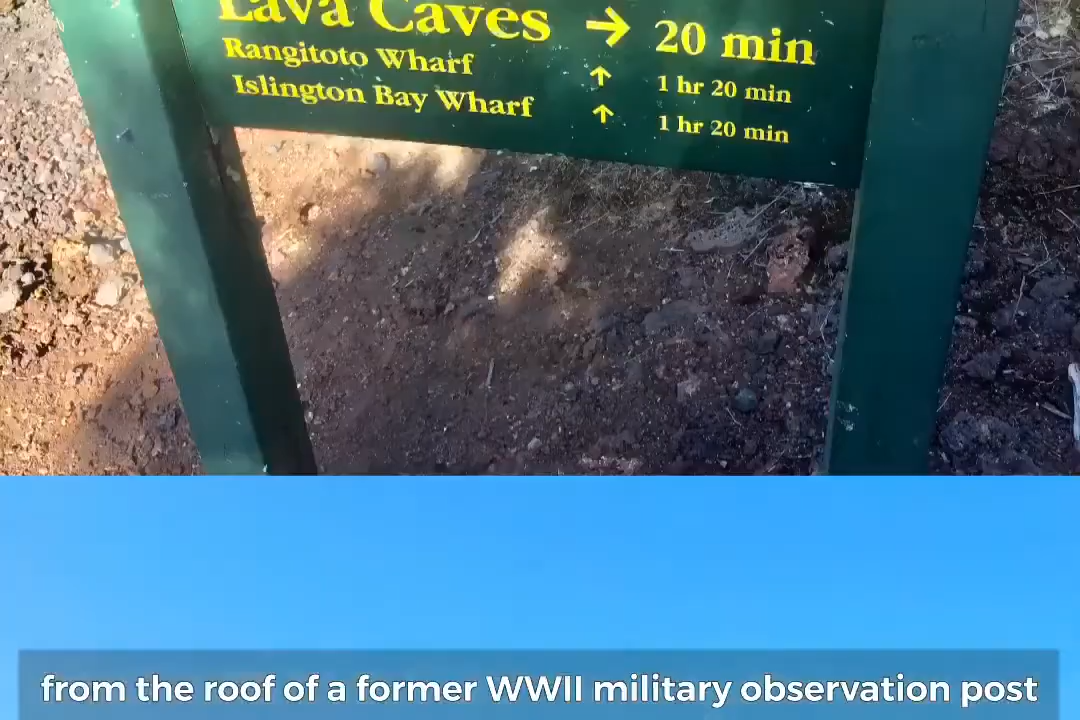 Lava Caves → 20 min
Rangitoto Wharf ↑ 1 hr 20 min
Islington Bay Wharf ↑ 1 hr 20 min
from the roof of a former WWII military observation post